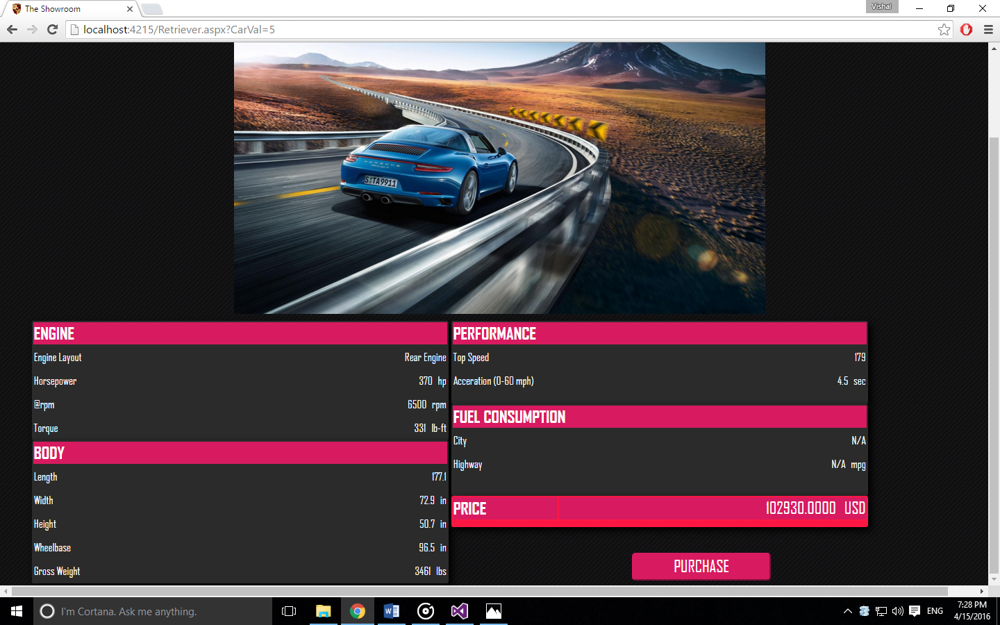 The Showroom
Vishal
localhost:4215/Retriever.aspx?CarVal=5
PORSCHE
S TA9911
ENGINE
Engine Layout Rear Engine
Horsepower 370 hp
@rpm 6500 rpm
Torque 331 lb-ft
BODY
Length 177.1
Width 72.9 in
Height 50.7 in
Wheelbase 96.5 in
Gross Weight 3461 lbs
PERFORMANCE
Top Speed 179
Acceration (0-60 mph) 4.5 sec
FUEL CONSUMPTION
City N/A
Highway N/A mpg
PRICE 102930.0000 USD
PURCHASE
I'm Cortana. Ask me anything.
ENG
7:28 PM
4/15/2016